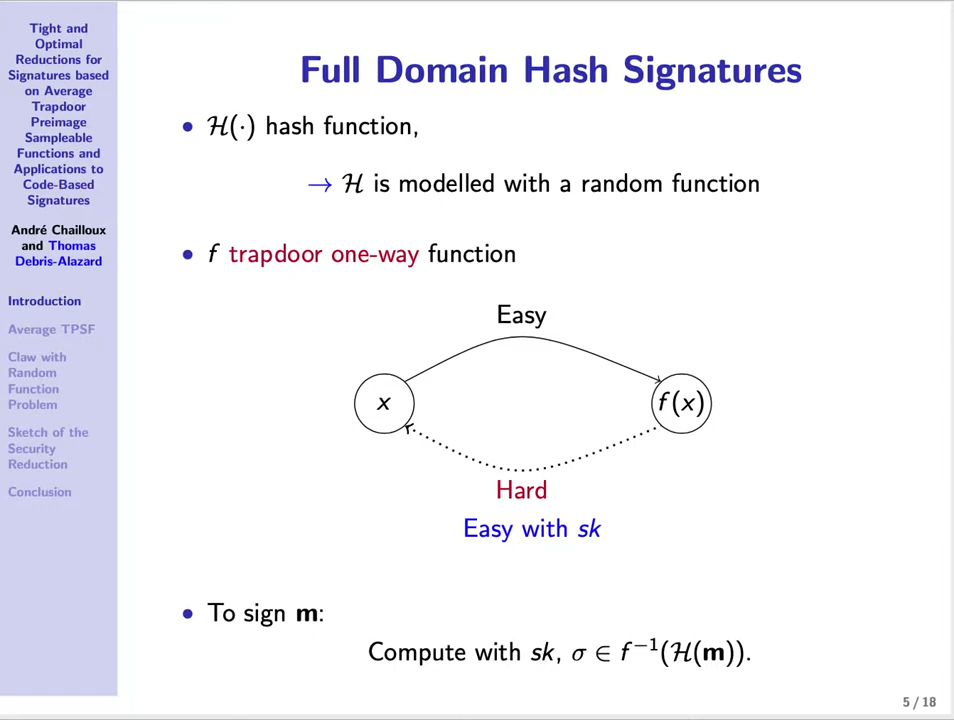 Tight and
Optimal
Reductions for
Signatures based
on Average
Trapdoor
Preimage
Sampleable
Functions and
Applications to
Code-Based
Signatures
André Chailloux
and Thomas
Debris-Alazard
Introduction
Average TPSF
Claw with
Random
Function
Problem
Sketch of the
Security
Reduction
Conclusion
Full Domain Hash Signatures
• ℋ(·) hash function,
→ ℋ is modelled with a random function
• f trapdoor one-way function
Easy
x
f(x)
Hard
Easy with sk
• To sign m:
Compute with sk, σ ∈ f⁻¹(ℋ(m)).
5 / 18